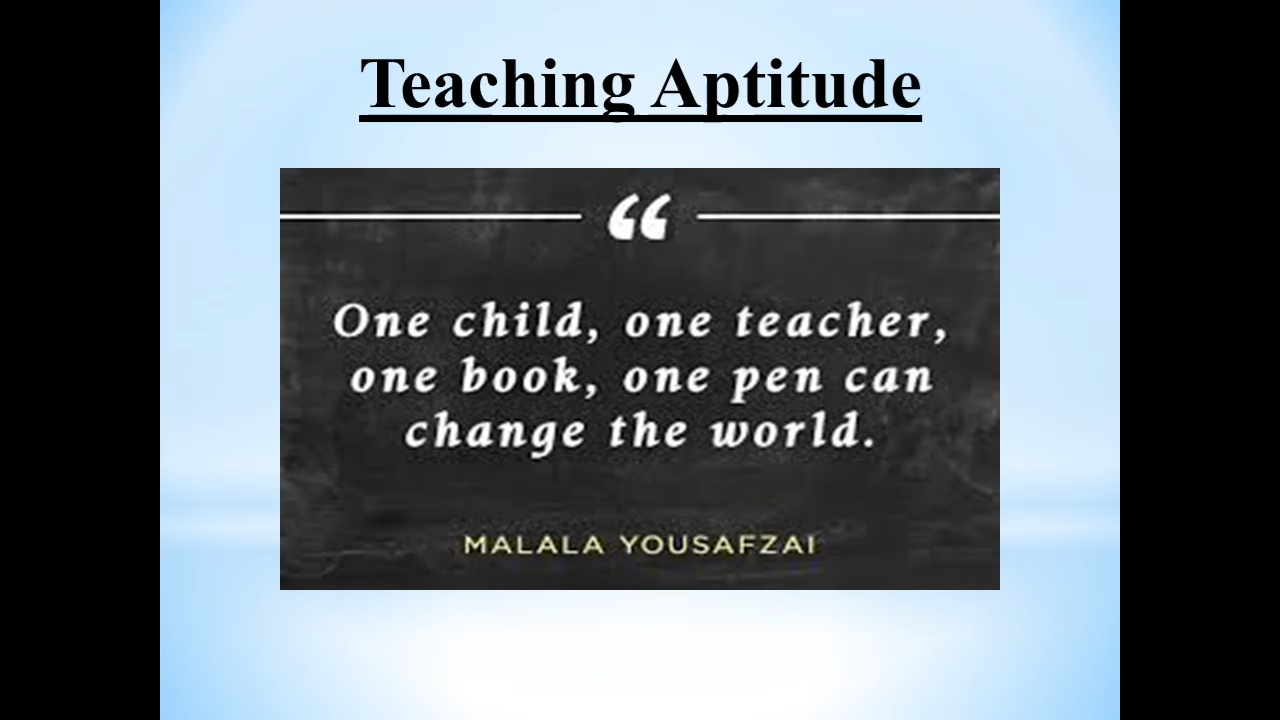 Teaching Aptitude
“
One child, one teacher,
one book, one pen can
change the world.
MALALA YOUSAFZAI